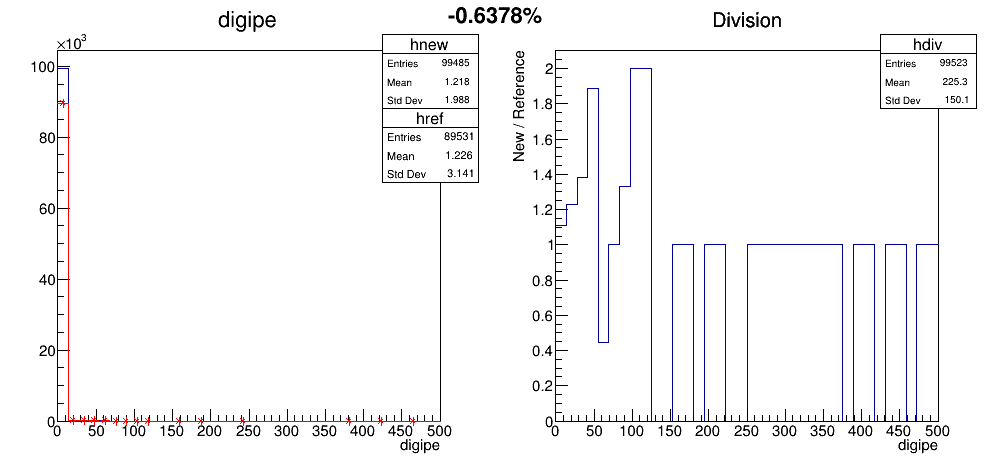 -0.6378%
digipe
×10³
hnew
Entries 99485
Mean 1.218
Std Dev 1.988
href
Entries 89531
Mean 1.226
Std Dev 3.141
100
80
60
40
20
0
0 50 100 150 200 250 300 350 400 450 500
digipe
Division
hdiv
Entries 99523
Mean 225.3
Std Dev 150.1
New / Reference
2
1.8
1.6
1.4
1.2
1
0.8
0.6
0.4
0.2
0
0 50 100 150 200 250 300 350 400 450 500
digipe